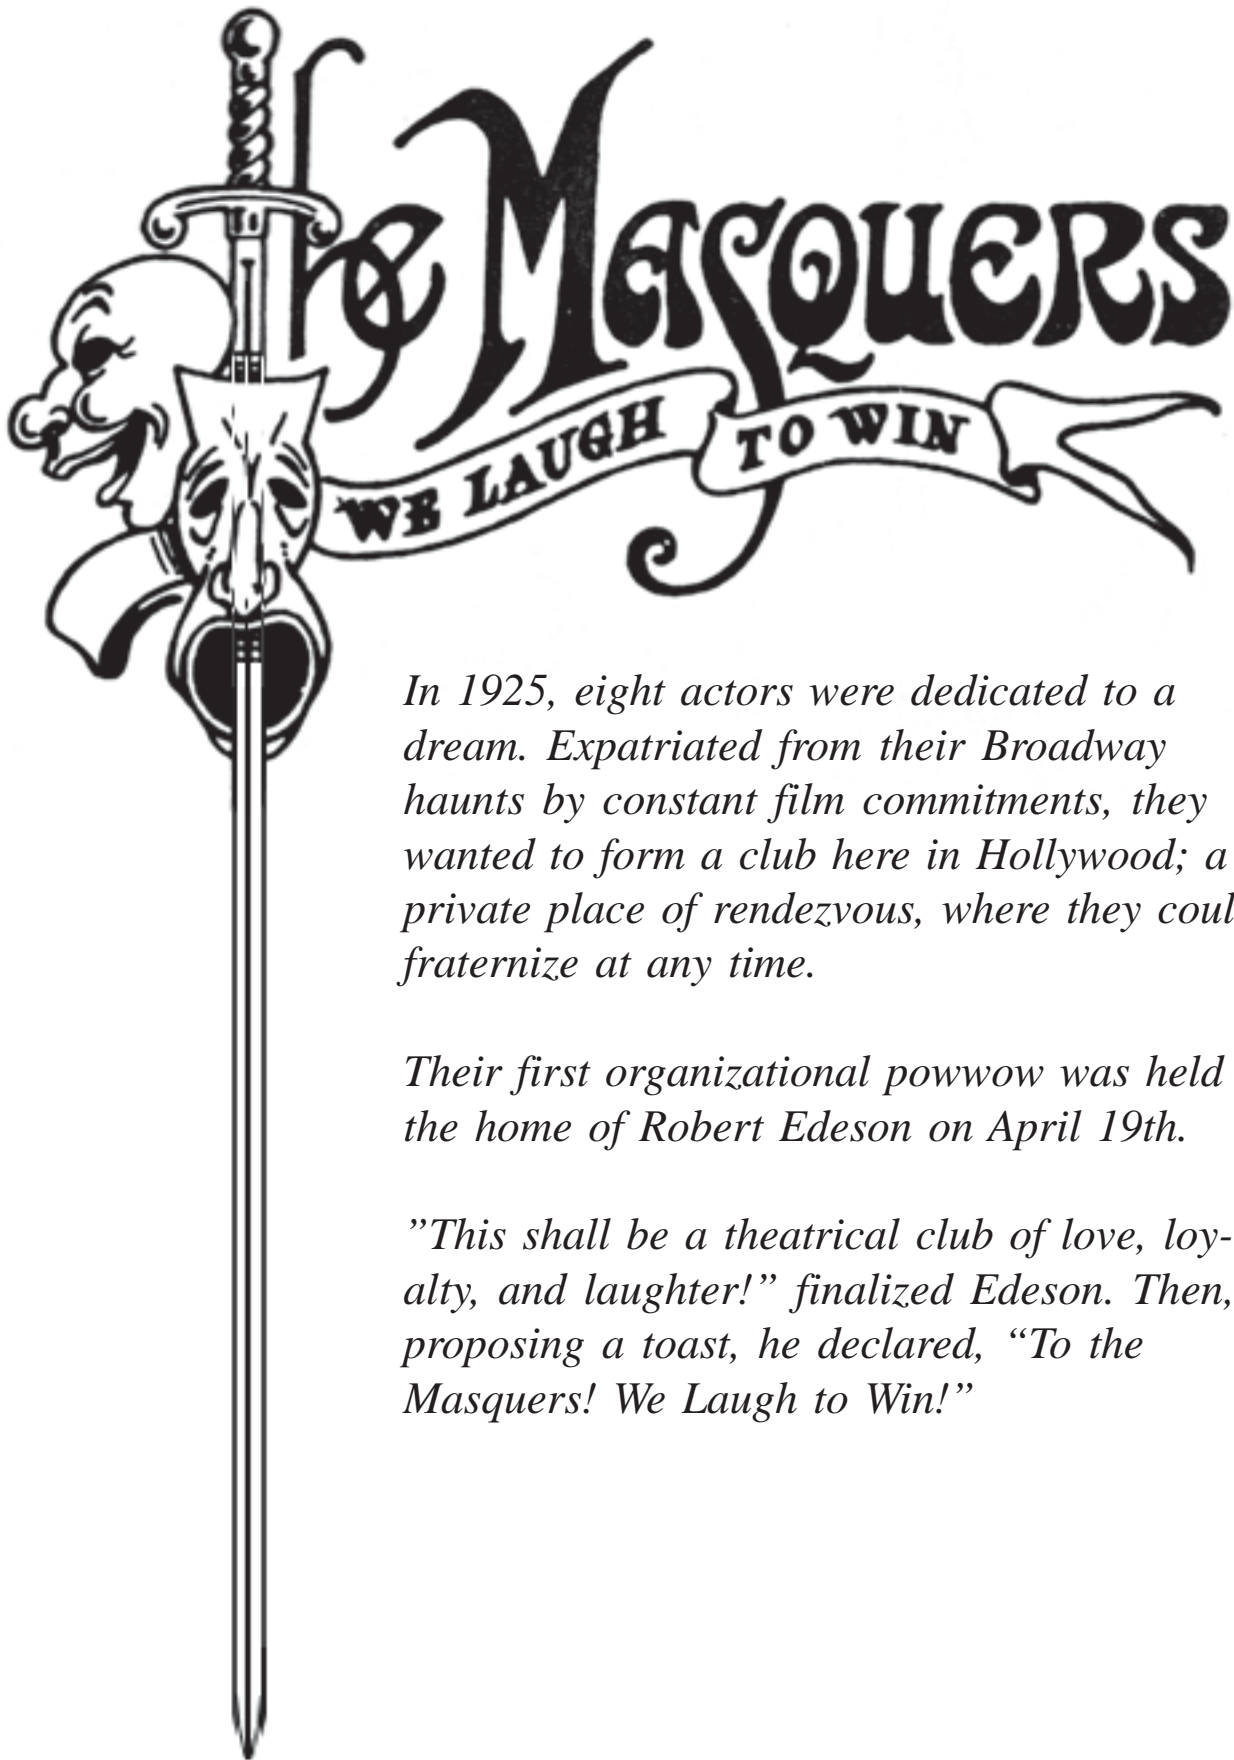 The Masquers
WE LAUGH TO WIN
In 1925, eight actors were dedicated to a
dream. Expatriated from their Broadway
haunts by constant film commitments, they
wanted to form a club here in Hollywood; a
private place of rendezvous, where they coul
fraternize at any time.
Their first organizational powwow was held
the home of Robert Edeson on April 19th.
”This shall be a theatrical club of love, loy-
alty, and laughter!” finalized Edeson. Then,
proposing a toast, he declared, “To the
Masquers! We Laugh to Win!”